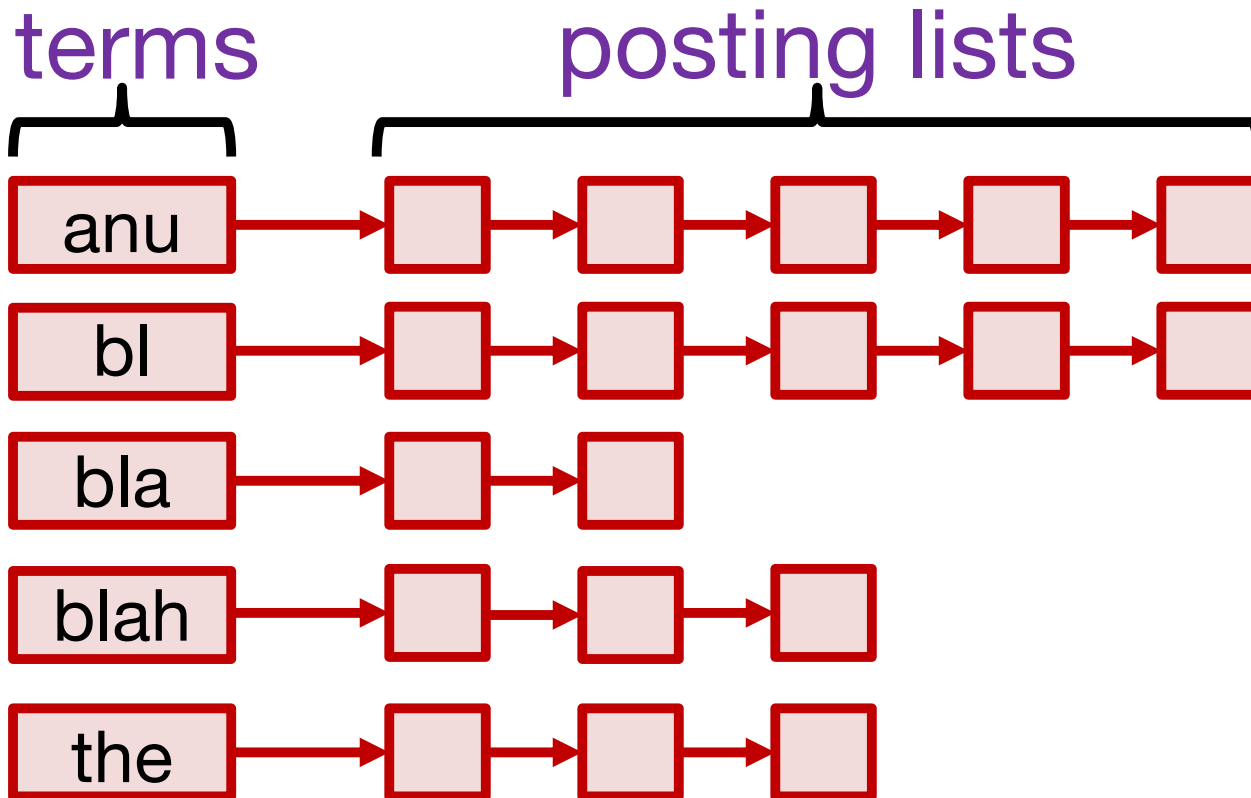 terms posting lists
anu
bl
bla
blah
the